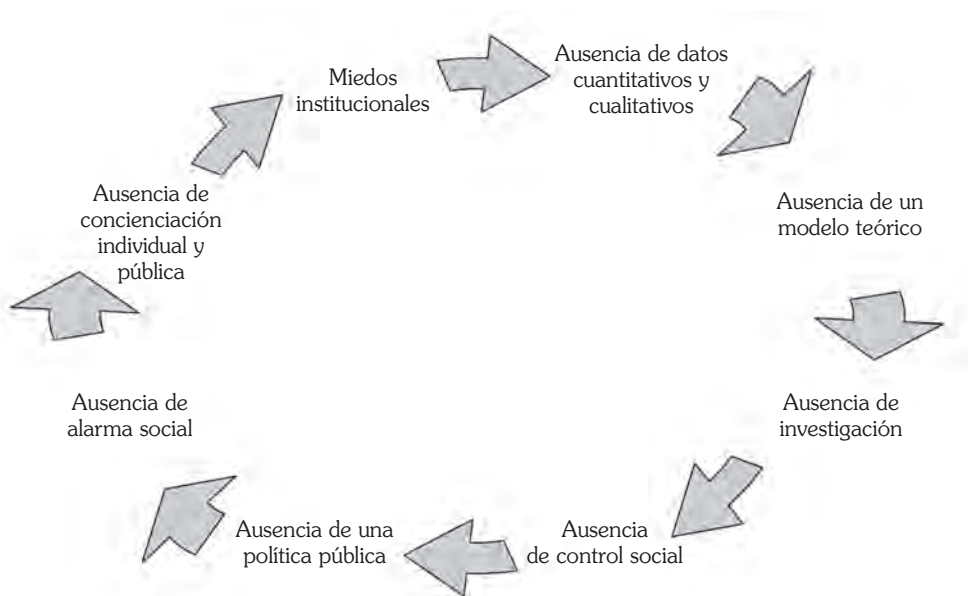 Miedos
institucionales
Ausencia de datos
cuantitativos y
cualitativos
Ausencia de un
modelo teórico
Ausencia de
investigación
Ausencia
de control social
Ausencia de una
política pública
Ausencia de
alarma social
Ausencia de
concienciación
individual y
pública